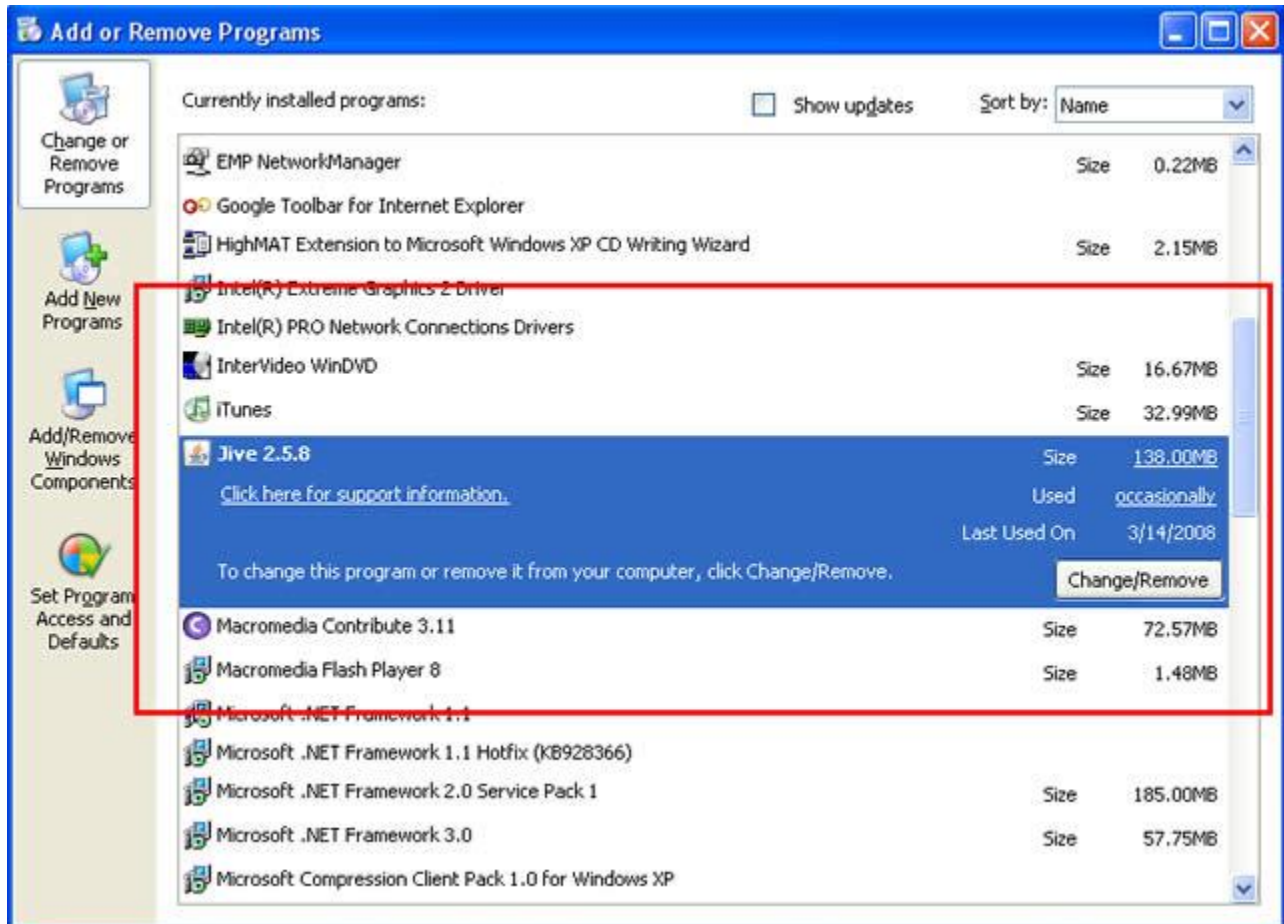 Add or Remove Programs
Change or
Remove
Programs
Add New
Programs
Add/Remove
Windows
Components
Set Program
Access and
Defaults
Currently installed programs:
Show updates
Sort by: Name
EMP NetworkManager Size 0.22MB
Google Toolbar for Internet Explorer
HighMAT Extension to Microsoft Windows XP CD Writing Wizard Size 2.15MB
Intel(R) Extreme Graphics 2 Driver
Intel(R) PRO Network Connections Drivers
InterVideo WinDVD Size 16.67MB
iTunes Size 32.99MB
Jive 2.5.8 Size 138.00MB
Click here for support information. Used occasionally
Last Used On 3/14/2008
To change this program or remove it from your computer, click Change/Remove. Change/Remove
Macromedia Contribute 3.11 Size 72.57MB
Macromedia Flash Player 8 Size 1.48MB
Microsoft .NET Framework 1.1
Microsoft .NET Framework 1.1 Hotfix (KB928366)
Microsoft .NET Framework 2.0 Service Pack 1 Size 185.00MB
Microsoft .NET Framework 3.0 Size 57.75MB
Microsoft Compression Client Pack 1.0 for Windows XP